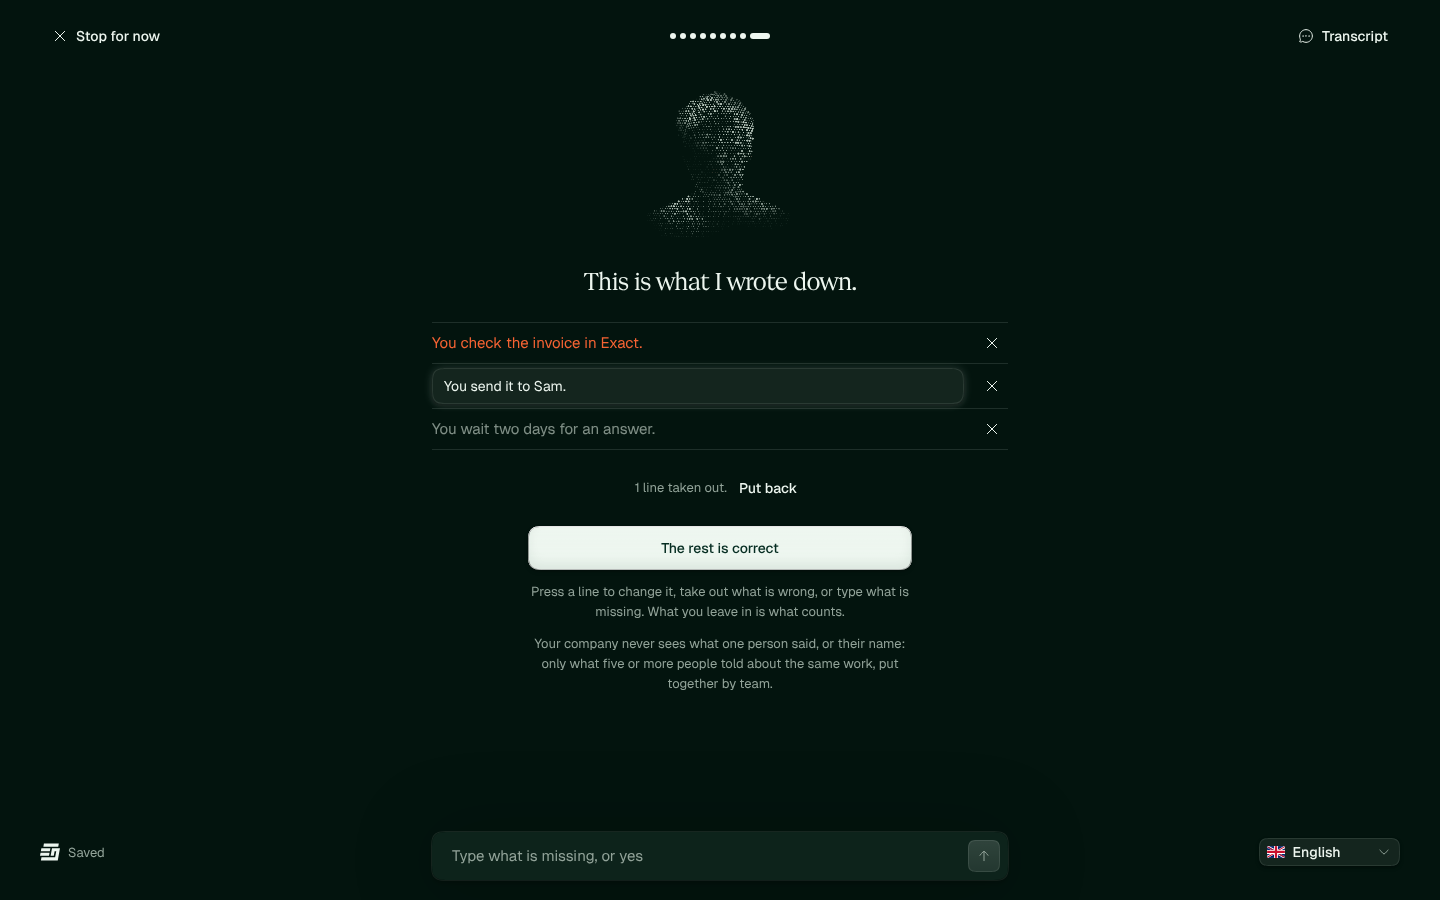 Stop for now
Transcript
This is what I wrote down.
You check the invoice in Exact.
You send it to Sam.
You wait two days for an answer.
1 line taken out. Put back
The rest is correct
Press a line to change it, take out what is wrong, or type what is
missing. What you leave in is what counts.
Your company never sees what one person said, or their name:
only what five or more people told about the same work, put
together by team.
Type what is missing, or yes
Saved
English